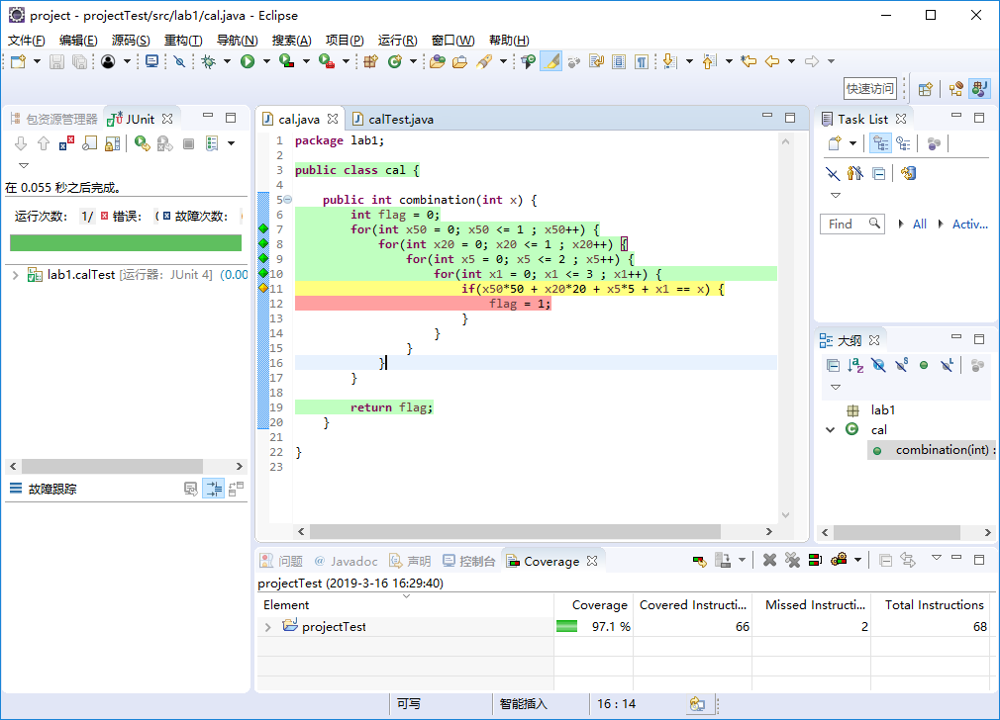 project - projectTest/src/lab1/cal.java - Eclipse
文件(F) 编辑(E) 源码(S) 重构(T) 导航(N) 搜索(A) 项目(P) 运行(R) 窗口(W) 帮助(H)
快速访问
包资源管理器 JUnit
在 0.055 秒之后完成。
运行次数: 1/ 错误: 故障次数:
lab1.calTest [运行器: JUnit 4] (0.00
故障跟踪
cal.java calTest.java
1 package lab1;
2
3 public class cal {
4
5 public int combination(int x) {
6 int flag = 0;
7 for(int x50 = 0; x50 <= 1 ; x50++) {
8 for(int x20 = 0; x20 <= 1 ; x20++) {
9 for(int x5 = 0; x5 <= 2 ; x5++) {
10 for(int x1 = 0; x1 <= 3 ; x1++) {
11 if(x50*50 + x20*20 + x5*5 + x1 == x) {
12 flag = 1;
13 }
14 }
15 }
16 }
17 }
18
19 return flag;
20 }
21
22 }
23
Task List
Find All Activ...
大纲
lab1
cal
combination(int) :
问题 @ Javadoc 声明 控制台 Coverage
projectTest (2019-3-16 16:29:40)
Element Coverage Covered Instructi... Missed Instructi... Total Instructions
projectTest 97.1 % 66 2 68
可写 智能插入 16 : 14